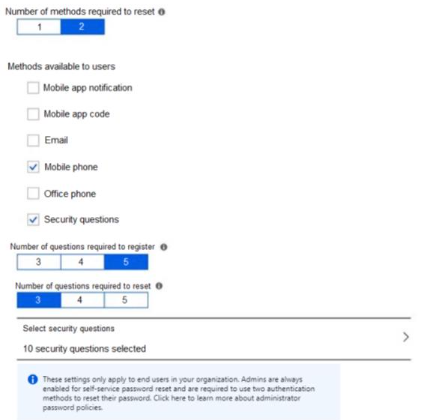 Number of methods required to reset
1 2
Methods available to users
Mobile app notification
Mobile app code
Email
Mobile phone
Office phone
Security questions
Number of questions required to register
3 4 5
Number of questions required to reset
3 4 5
Select security questions
10 security questions selected
These settings only apply to end users in your organization. Admins are always
enabled for self-service password reset and are required to use two authentication
methods to reset their password. Click here to learn more about administrator
password policies.